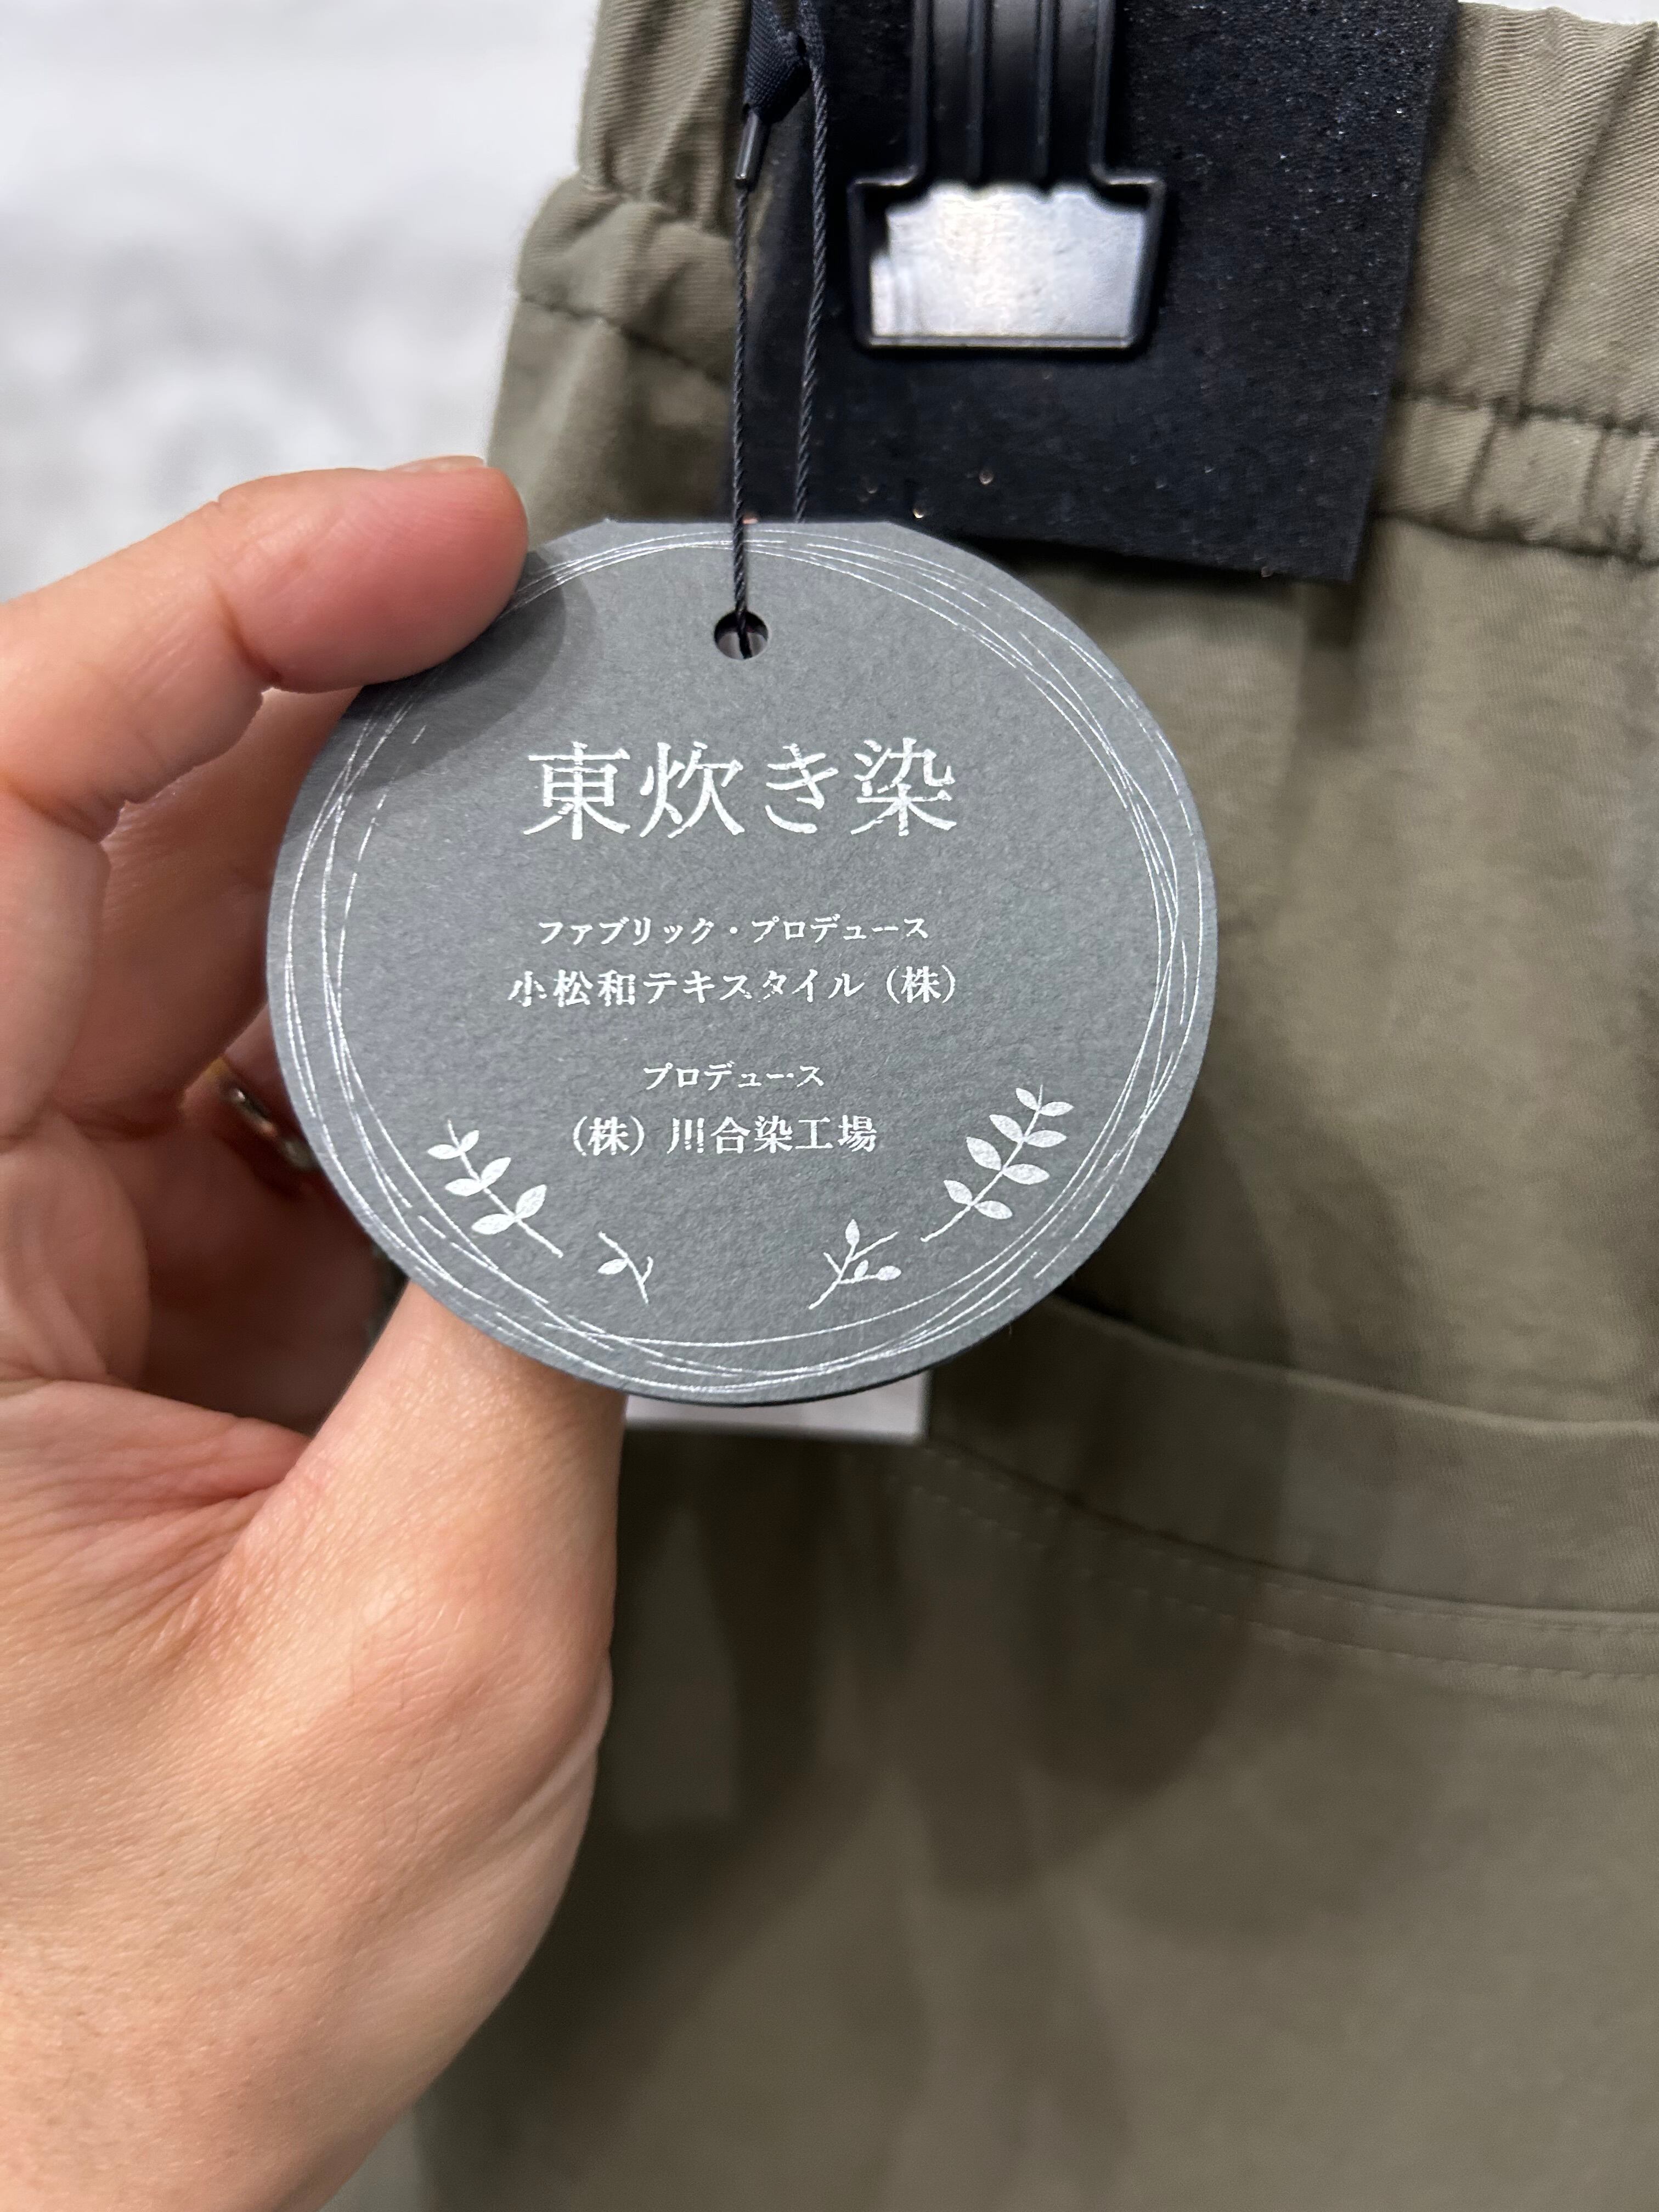 東炊き染
ファブリック・プロデュース
小松和テキスタイル（株）
プロデュース
（株）川合染工場